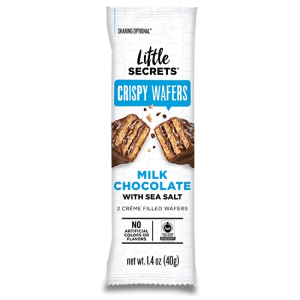 SHARING OPTIONAL™
Little
SECRETS®
CRISPY WAFERS
MILK
CHOCOLATE
WITH SEA SALT
2 CRÈME FILLED WAFERS
NO
ARTIFICIAL
COLORS OR
FLAVORS
net wt. 1.4 oz (40g)